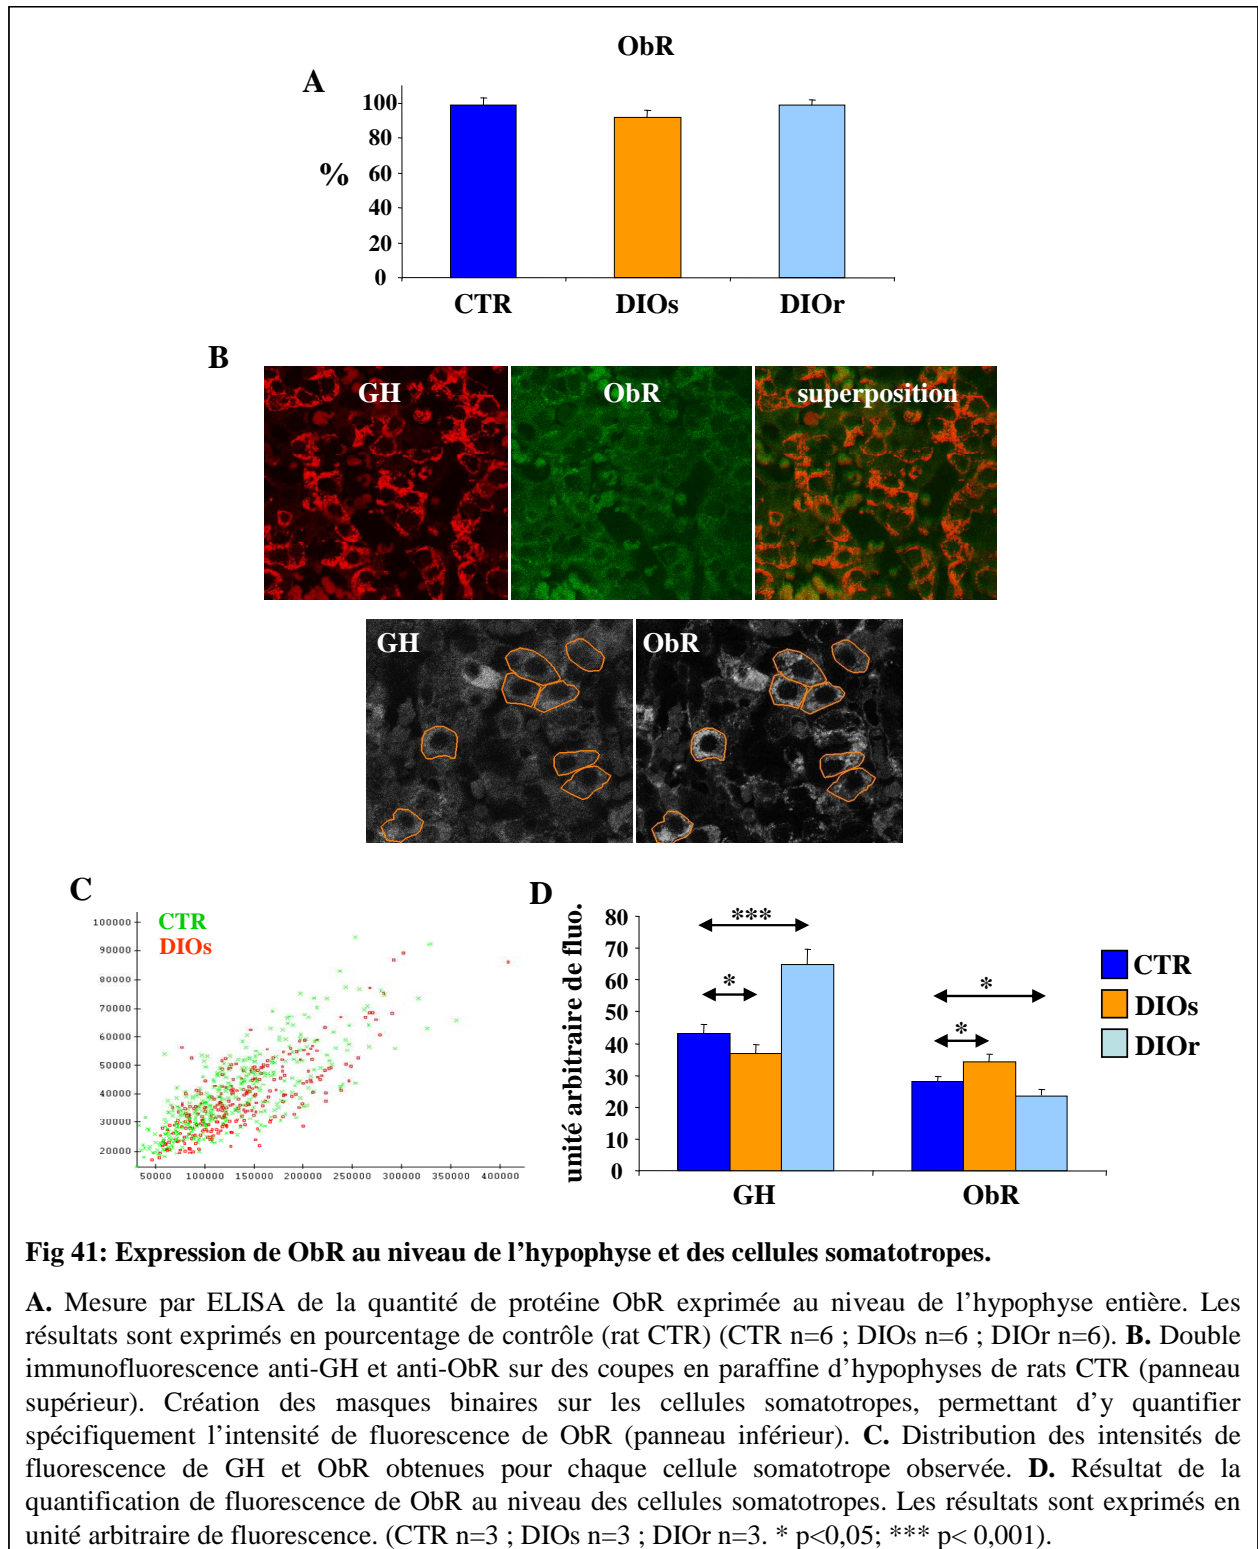 ObR
A
100
80
60
40
20
0
%
CTR DIOs DIOr
B
GH ObR superposition
GH ObR
C
CTR
DIOs
100000
90000
80000
70000
60000
50000
40000
30000
20000
50000 100000 150000 200000 250000 300000 350000 400000
D
unité arbitraire de fluo.
80
70
60
50
40
30
20
10
0
***
*
*
*
GH ObR
CTR
DIOs
DIOr
Fig 41: Expression de ObR au niveau de l’hypophyse et des cellules somatotropes.
A. Mesure par ELISA de la quantité de protéine ObR exprimée au niveau de l’hypophyse entière. Les
résultats sont exprimés en pourcentage de contrôle (rat CTR) (CTR n=6 ; DIOs n=6 ; DIOr n=6). B. Double
immunofluorescence anti-GH et anti-ObR sur des coupes en paraffine d’hypophyses de rats CTR (panneau
supérieur). Création des masques binaires sur les cellules somatotropes, permettant d’y quantifier
spécifiquement l’intensité de fluorescence de ObR (panneau inférieur). C. Distribution des intensités de
fluorescence de GH et ObR obtenues pour chaque cellule somatotrope observée. D. Résultat de la
quantification de fluorescence de ObR au niveau des cellules somatotropes. Les résultats sont exprimés en
unité arbitraire de fluorescence. (CTR n=3 ; DIOs n=3 ; DIOr n=3. * p<0,05; *** p< 0,001).